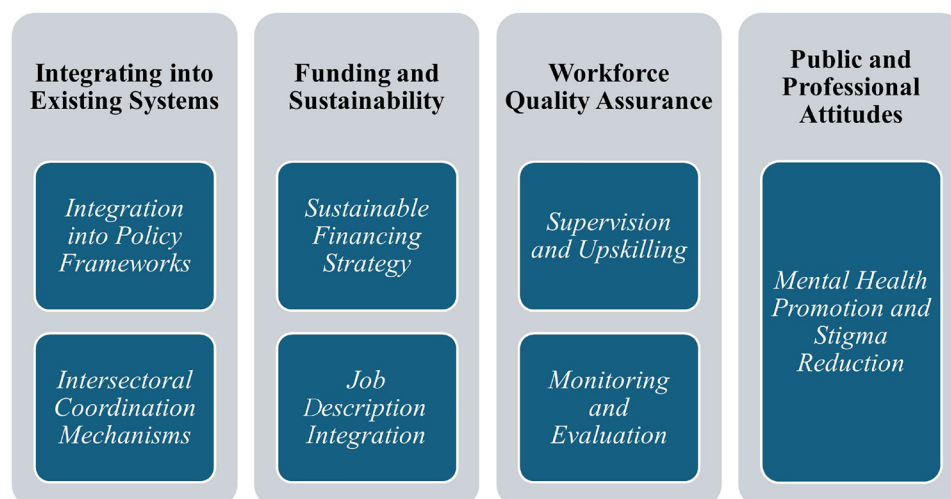 Integrating into
Existing Systems
Integration
into Policy
Frameworks
Intersectoral
Coordination
Mechanisms
Funding and
Sustainability
Sustainable
Financing
Strategy
Job
Description
Integration
Workforce
Quality Assurance
Supervision
and Upskilling
Monitoring
and
Evaluation
Public and
Professional
Attitudes
Mental Health
Promotion and
Stigma
Reduction